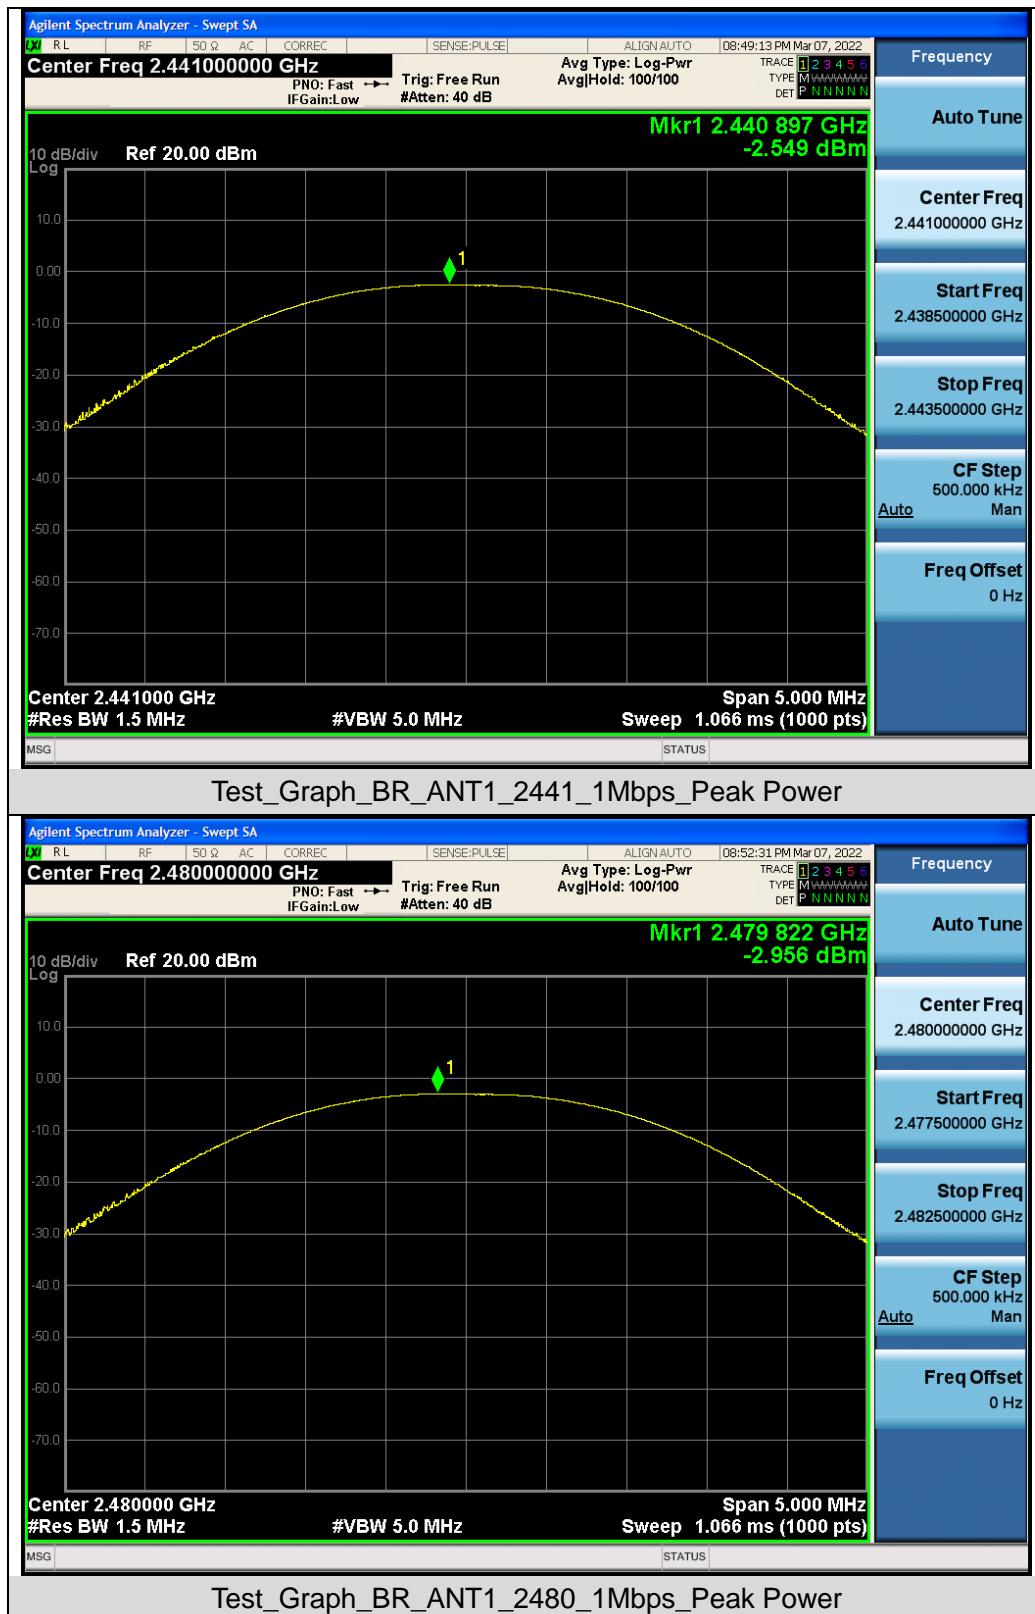 Agilent Spectrum Analyzer - Swept SA
LXI RL RF 50 Ω AC CORREC SENSE:PULSE ALIGN AUTO 08:49:13 PM Mar 07, 2022
Center Freq 2.441000000 GHz
PNO: Fast
IFGain:Low
Trig: Free Run
#Atten: 40 dB
Avg Type: Log-Pwr
Avg|Hold: 100/100
TRACE 1 2 3 4 5 6
TYPE M WWWWW
DET P N N N N N
Mkr1 2.440 897 GHz
-2.549 dBm
10 dB/div Ref 20.00 dBm
Log
10.0
0.00
-10.0
-20.0
-30.0
-40.0
-50.0
-60.0
-70.0
1
Center 2.441000 GHz Span 5.000 MHz
#Res BW 1.5 MHz #VBW 5.0 MHz Sweep 1.066 ms (1000 pts)
MSG STATUS
Frequency
Auto Tune
Center Freq
2.441000000 GHz
Start Freq
2.438500000 GHz
Stop Freq
2.443500000 GHz
CF Step
500.000 kHz
Auto Man
Freq Offset
0 Hz
Test_Graph_BR_ANT1_2441_1Mbps_Peak Power
Agilent Spectrum Analyzer - Swept SA
LXI RL RF 50 Ω AC CORREC SENSE:PULSE ALIGN AUTO 08:52:31 PM Mar 07, 2022
Center Freq 2.480000000 GHz
PNO: Fast
IFGain:Low
Trig: Free Run
#Atten: 40 dB
Avg Type: Log-Pwr
Avg|Hold: 100/100
TRACE 1 2 3 4 5 6
TYPE M WWWWW
DET P N N N N N
Mkr1 2.479 822 GHz
-2.956 dBm
10 dB/div Ref 20.00 dBm
Log
10.0
0.00
-10.0
-20.0
-30.0
-40.0
-50.0
-60.0
-70.0
1
Center 2.480000 GHz Span 5.000 MHz
#Res BW 1.5 MHz #VBW 5.0 MHz Sweep 1.066 ms (1000 pts)
MSG STATUS
Frequency
Auto Tune
Center Freq
2.480000000 GHz
Start Freq
2.477500000 GHz
Stop Freq
2.482500000 GHz
CF Step
500.000 kHz
Auto Man
Freq Offset
0 Hz
Test_Graph_BR_ANT1_2480_1Mbps_Peak Power